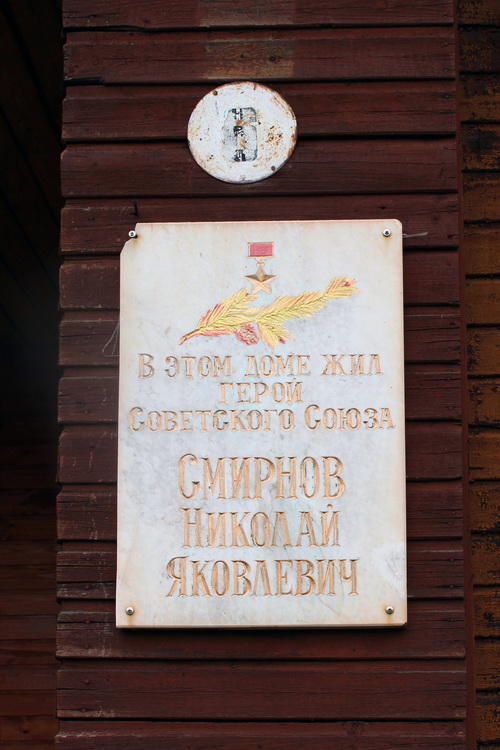 В ЭТОМ ДОМЕ ЖИЛ
ГЕРОЙ
СОВЕТСКОГО СОЮЗА
СМИРНОВ
НИКОЛАЙ
ЯКОВЛЕВИЧ